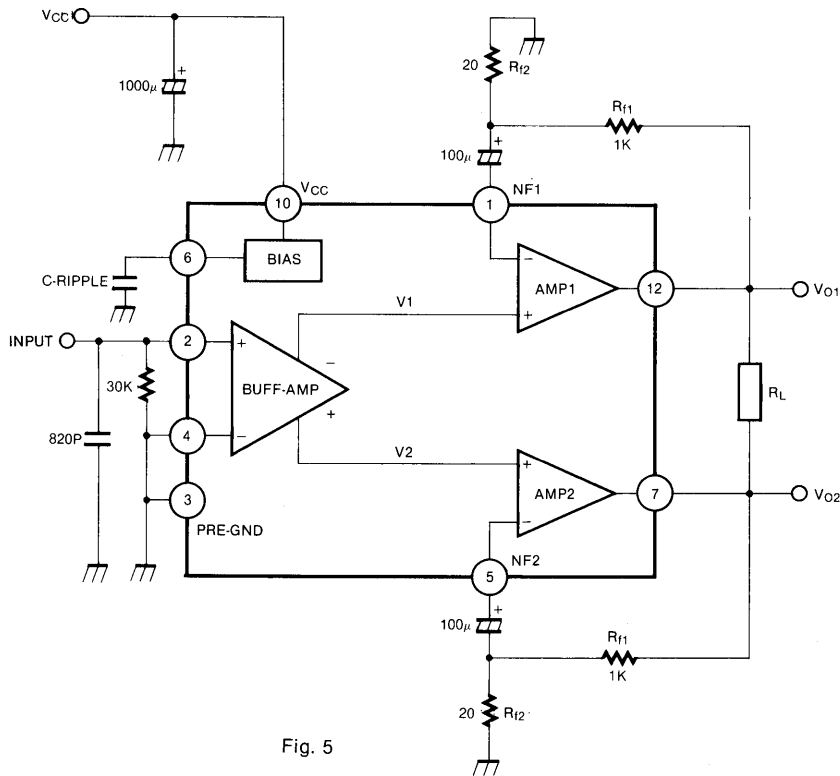 VCC
1000µ
+
20
Rf2
Rf1
1K
100µ
+
VCC
NF1
10
1
6
BIAS
C-RIPPLE
−
AMP1
+
12
VO1
V1
INPUT
2
+
−
BUFF-AMP
+
−
30K
820P
4
RL
V2
+
AMP2
−
7
VO2
3
PRE-GND
NF2
5
+
100µ
Rf1
1K
20
Rf2
Fig. 5